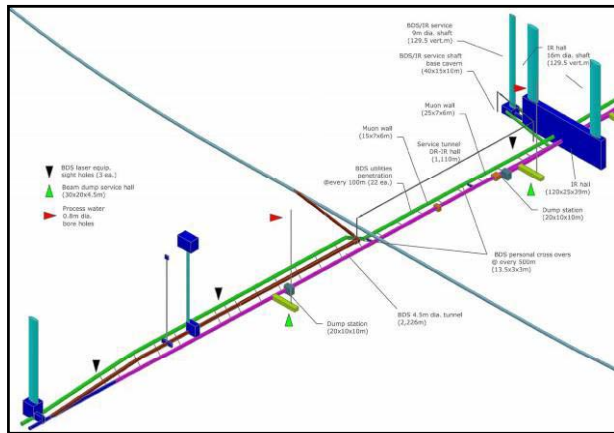 BDS/IR service
9m dia. shaft
(129.5 vert.m)
IR hall
16m dia. shaft
(129.5 vert.m)
BDS/IR service shaft
base cavern
(40x15x10m)
Muon wall
(25x7x6m)
Muon wall
(15x7x6m)
Service tunnel
DR-IR hall
(1,110m)
BDS utilities
penetration
@every 100m (22 ea.)
BDS laser equip.
eight holes (3 ea.)
Beam dump service hall
(30x20x4.5m)
Process water
0.8m dia.
bore holes
IR hall
(120x25x39m)
Dump station
(20x10x10m)
BDS personal cross overs
@ every 500m
(13.5x3x3m)
BDS 4.5m dia. tunnel
(2,226m)
Dump station
(20x10x10m)